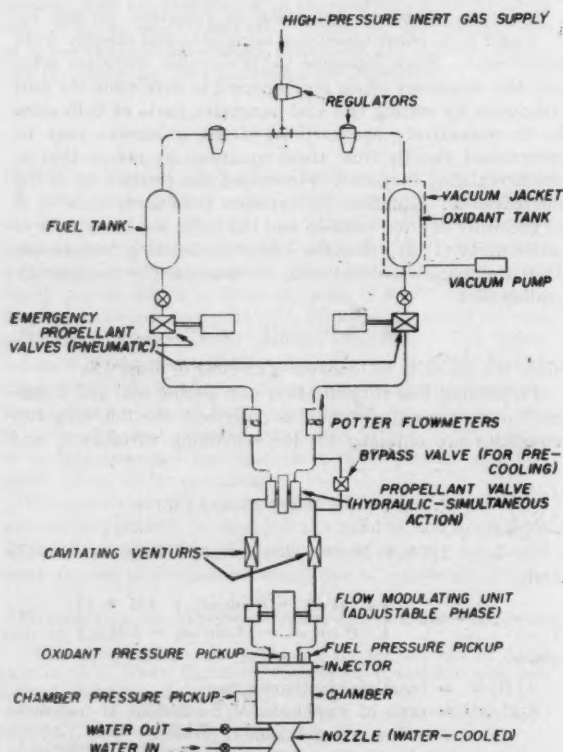 HIGH-PRESSURE INERT GAS SUPPLY
REGULATORS
VACUUM JACKET
OXIDANT TANK
FUEL TANK
VACUUM PUMP
EMERGENCY
PROPELLANT
VALVES (PNEUMATIC)
POTTER FLOWMETERS
BYPASS VALVE (FOR PRE-
COOLING)
PROPELLANT VALVE
(HYDRAULIC-SIMULTANEOUS
ACTION)
CAVITATING VENTURIS
FLOW MODULATING UNIT
(ADJUSTABLE PHASE)
OXIDANT PRESSURE PICKUP
FUEL PRESSURE PICKUP
INJECTOR
CHAMBER PRESSURE PICKUP
CHAMBER
WATER OUT
NOZZLE (WATER-COOLED)
WATER IN